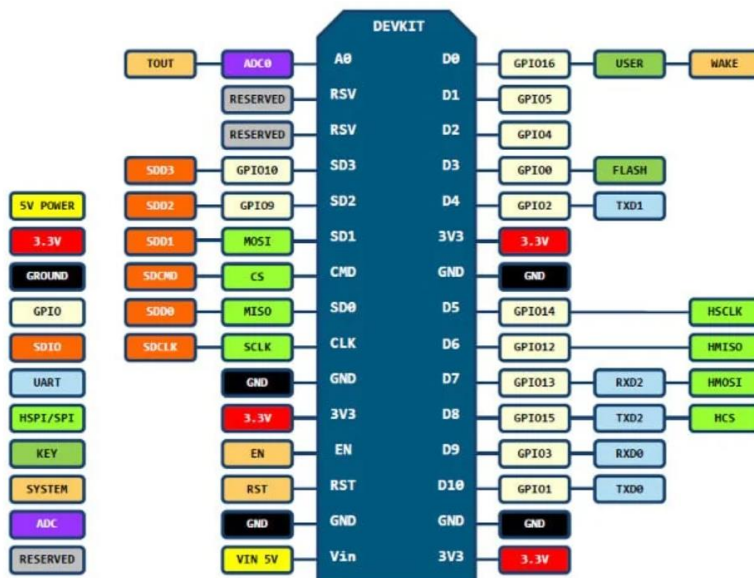 DEVKIT
TOUT ADC0 A0 D0 GPIO16 USER WAKE
RESERVED RSV D1 GPIO5
RESERVED RSV D2 GPIO4
SDD3 GPIO10 SD3 D3 GPIO0 FLASH
5V POWER SDD2 GPIO9 SD2 D4 GPIO2 TXD1
3.3V SDD1 MOSI SD1 3V3 3.3V
GROUND SDCMD CS CMD GND GND
GPIO SDD0 MISO SD0 D5 GPIO14 HSCLK
SDIO SDCLK SCLK CLK D6 GPIO12 HMISO
UART GND GND D7 GPIO13 RXD2 HMOSI
HSPI/SPI 3.3V 3V3 D8 GPIO15 TXD2 HCS
KEY EN EN D9 GPIO3 RXD0
SYSTEM RST RST D10 GPIO1 TXD0
ADC GND GND GND GND
RESERVED VIN 5V Vin 3V3 3.3V